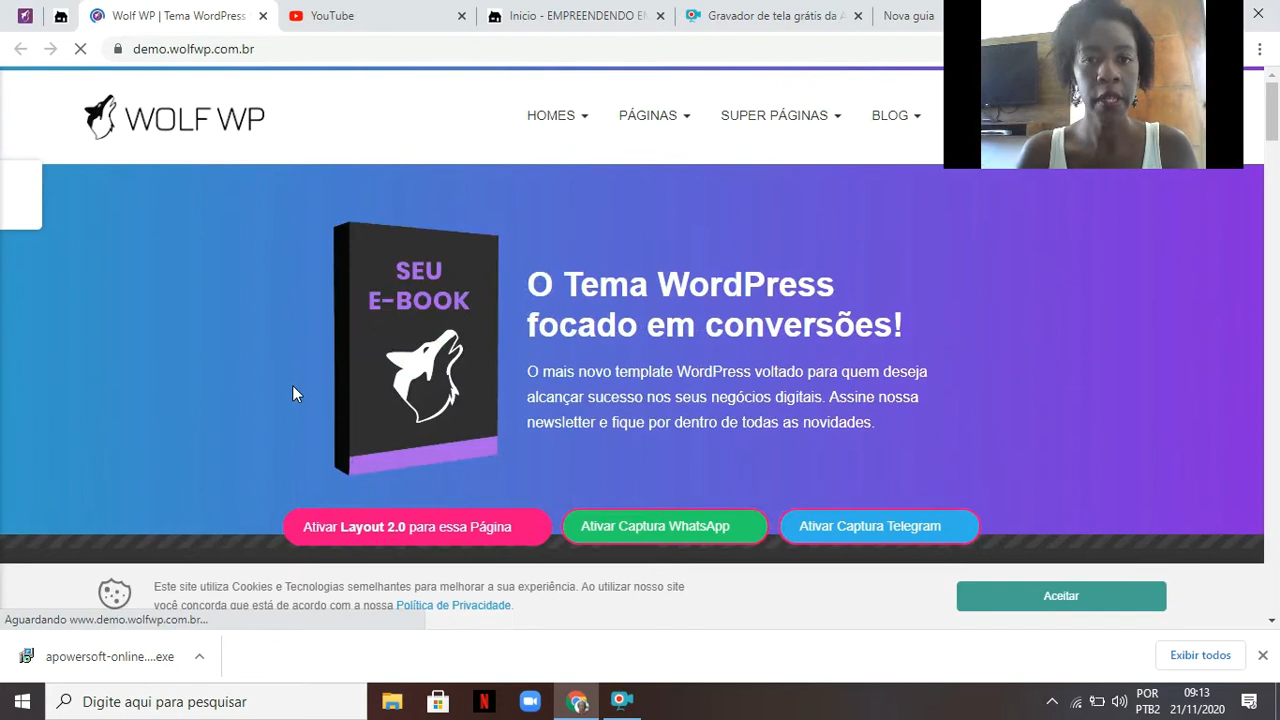 Wolf WP | Tema WordPress
YouTube
Início - EMPREENDENDO E
Gravador de tela grátis da A
Nova guia
demo.wolfwp.com.br
WOLF WP
HOMES
PÁGINAS
SUPER PÁGINAS
BLOG
SEU
E-BOOK
O Tema WordPress
focado em conversões!
O mais novo template WordPress voltado para quem deseja
alcançar sucesso nos seus negócios digitais. Assine nossa
newsletter e fique por dentro de todas as novidades.
Ativar Layout 2.0 para essa Página
Ativar Captura WhatsApp
Ativar Captura Telegram
Este site utiliza Cookies e Tecnologias semelhantes para melhorar a sua experiência. Ao utilizar nosso site
você concorda que está de acordo com a nossa Política de Privacidade.
Aceitar
Aguardando www.demo.wolfwp.com.br...
apowersoft-online....exe
Exibir todos
Digite aqui para pesquisar
POR
PTB2
09:13
21/11/2020